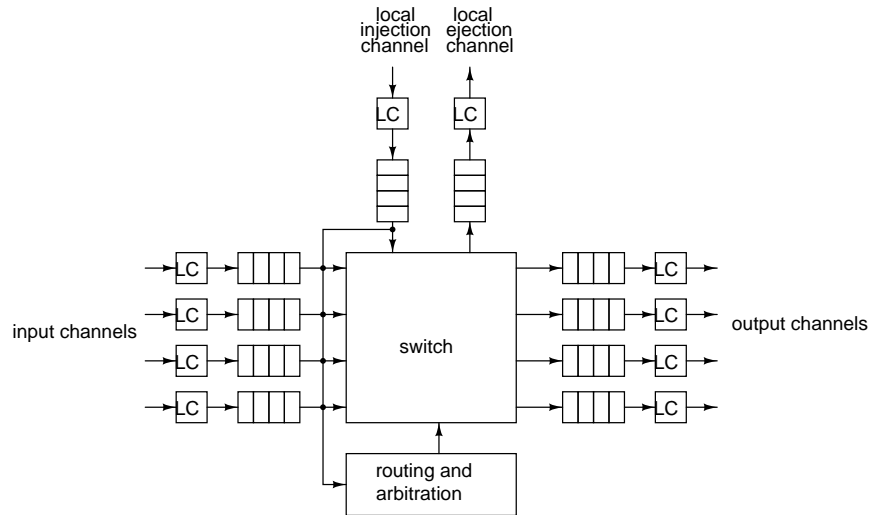 local
injection
channel
local
ejection
channel
LC
LC
LC
LC
LC
LC
LC
LC
LC
LC
input channels
switch
output channels
routing and
arbitration